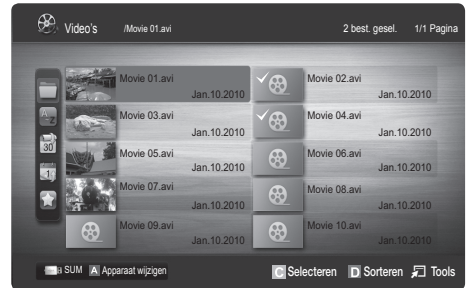 Video's /Movie 01.avi 2 best. gesel. 1/1 Pagina
Movie 01.avi
Jan.10.2010
Movie 02.avi
Jan.10.2010
Movie 03.avi
Jan.10.2010
Movie 04.avi
Jan.10.2010
Movie 05.avi
Jan.10.2010
Movie 06.avi
Jan.10.2010
Movie 07.avi
Jan.10.2010
Movie 08.avi
Jan.10.2010
Movie 09.avi
Jan.10.2010
Movie 10.avi
Jan.10.2010
30
1
a SUM A Apparaat wijzigen C Selecteren D Sorteren Tools